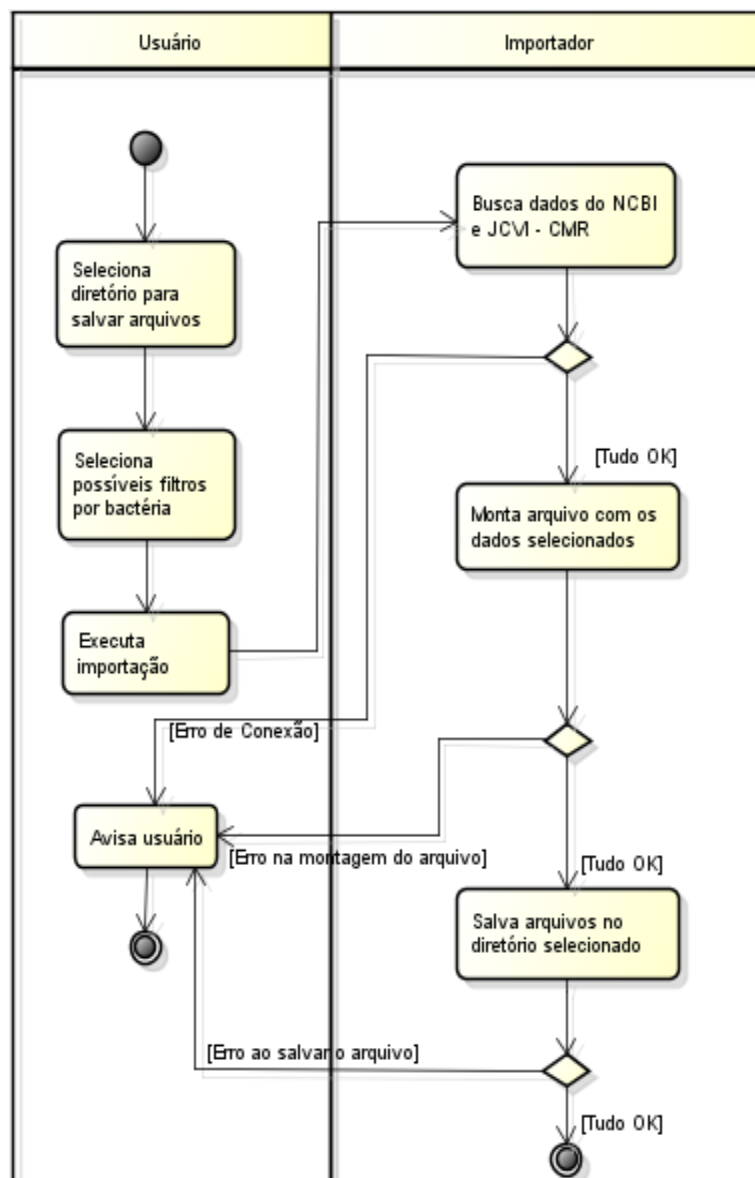 Usuário
Importador
Busca dados do NCBI
e JCVI - CMR
Seleciona
diretório para
salvar arquivos
Seleciona
possíveis filtros
por bactéria
[Tudo OK]
Monta arquivo com os
dados selecionados
Executa
importação
[Erro de Conexão]
Avisa usuário
[Erro na montagem do arquivo]
[Tudo OK]
Salva arquivos no
diretório selecionado
[Erro ao salvar o arquivo]
[Tudo OK]